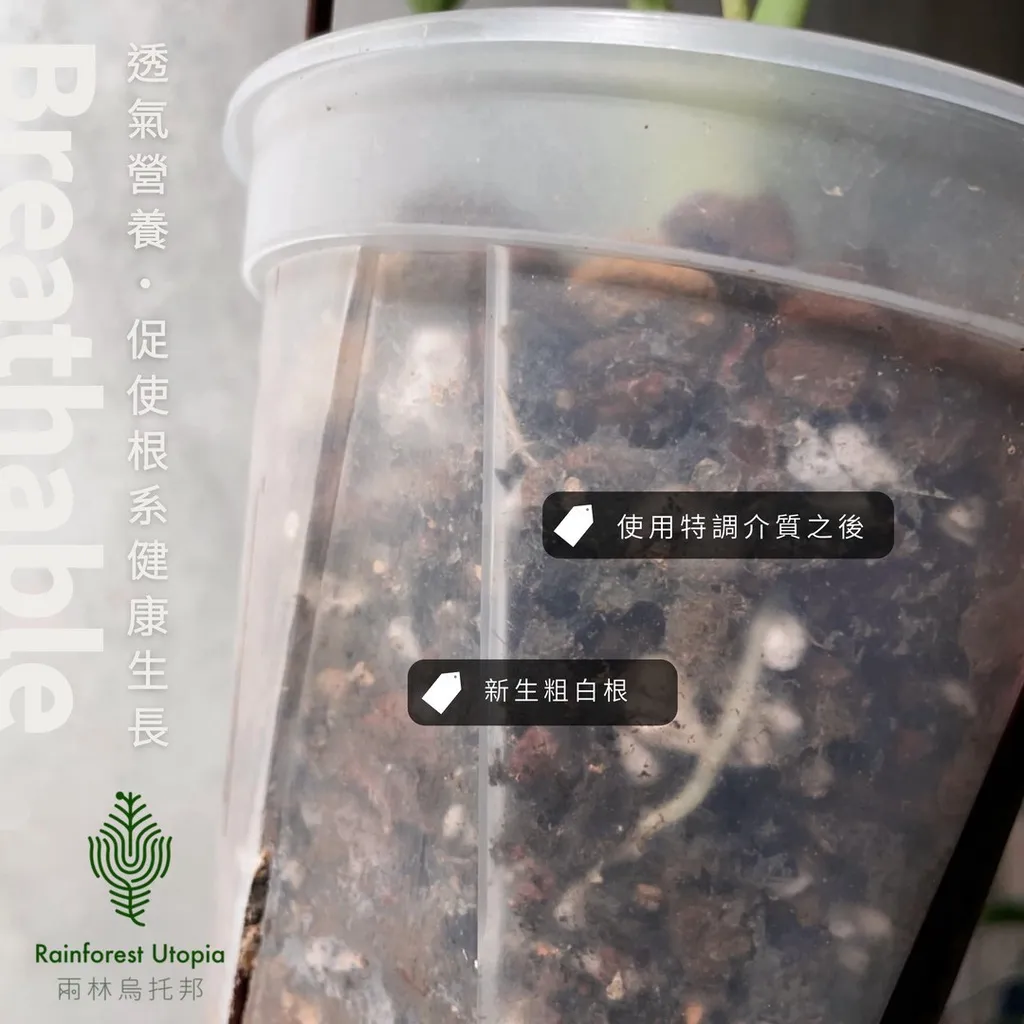 Breathable
透氣營養·促使根系健康生長
使用特調介質之後
新生粗白根
Rainforest Utopia
雨林烏托邦